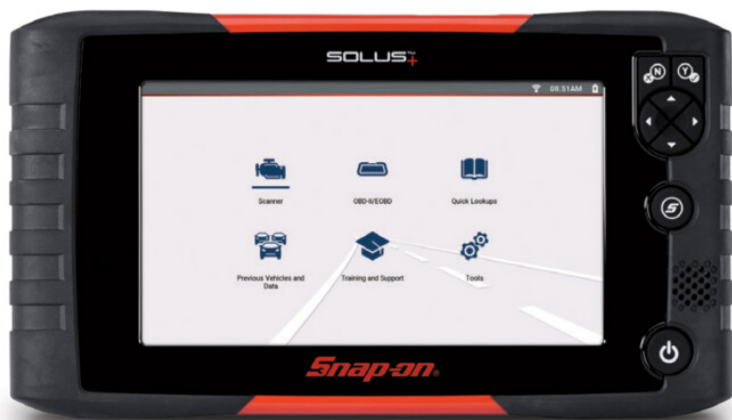 SOLUS+™
08:51AM
N Y
X ✓
Scanner
OBD-II/EOBD
Quick Lookups
Previous Vehicles and
Data
Training and Support
Tools
S
Snap-on®